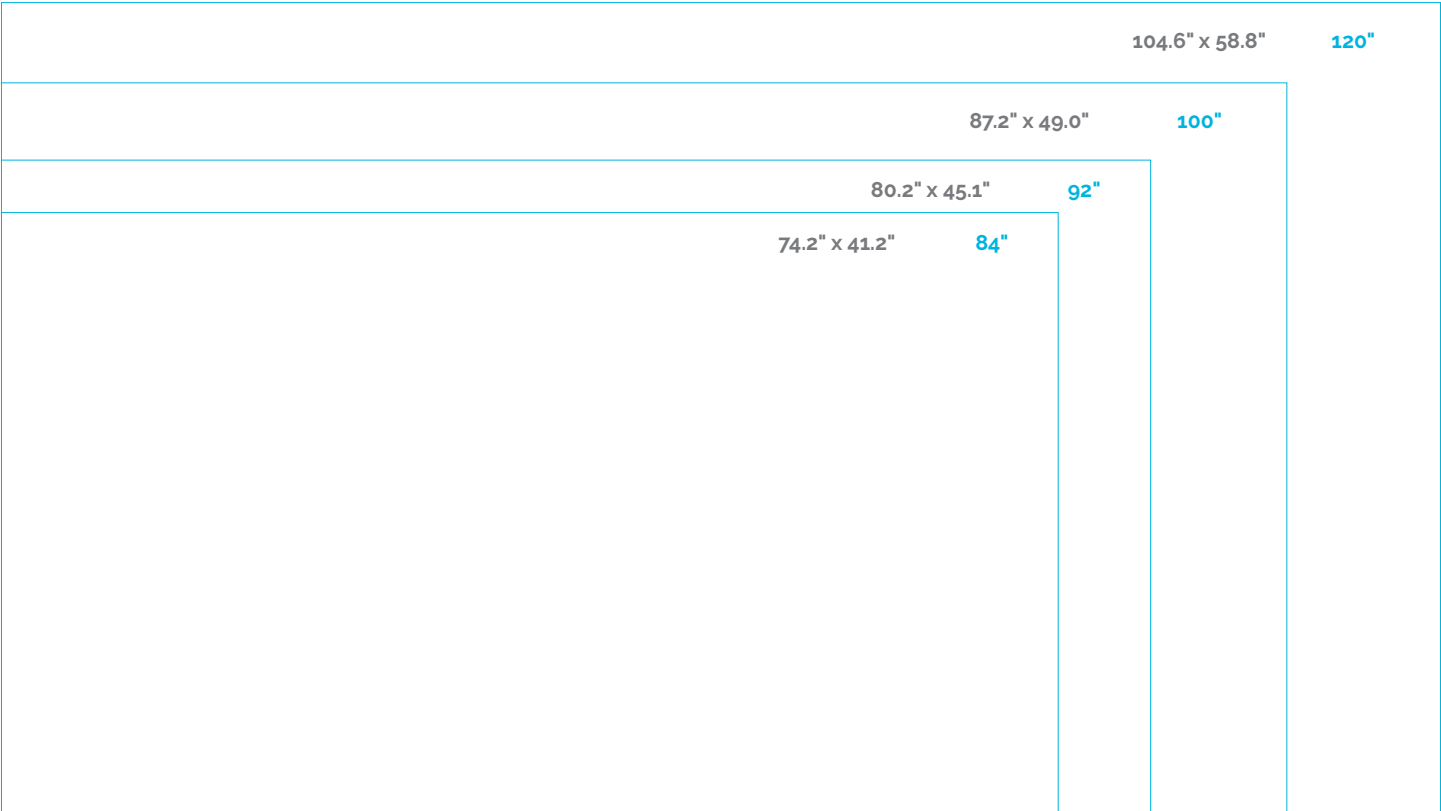 104.6" x 58.8" 120"
87.2" x 49.0" 100"
80.2" x 45.1" 92"
74.2" x 41.2" 84"